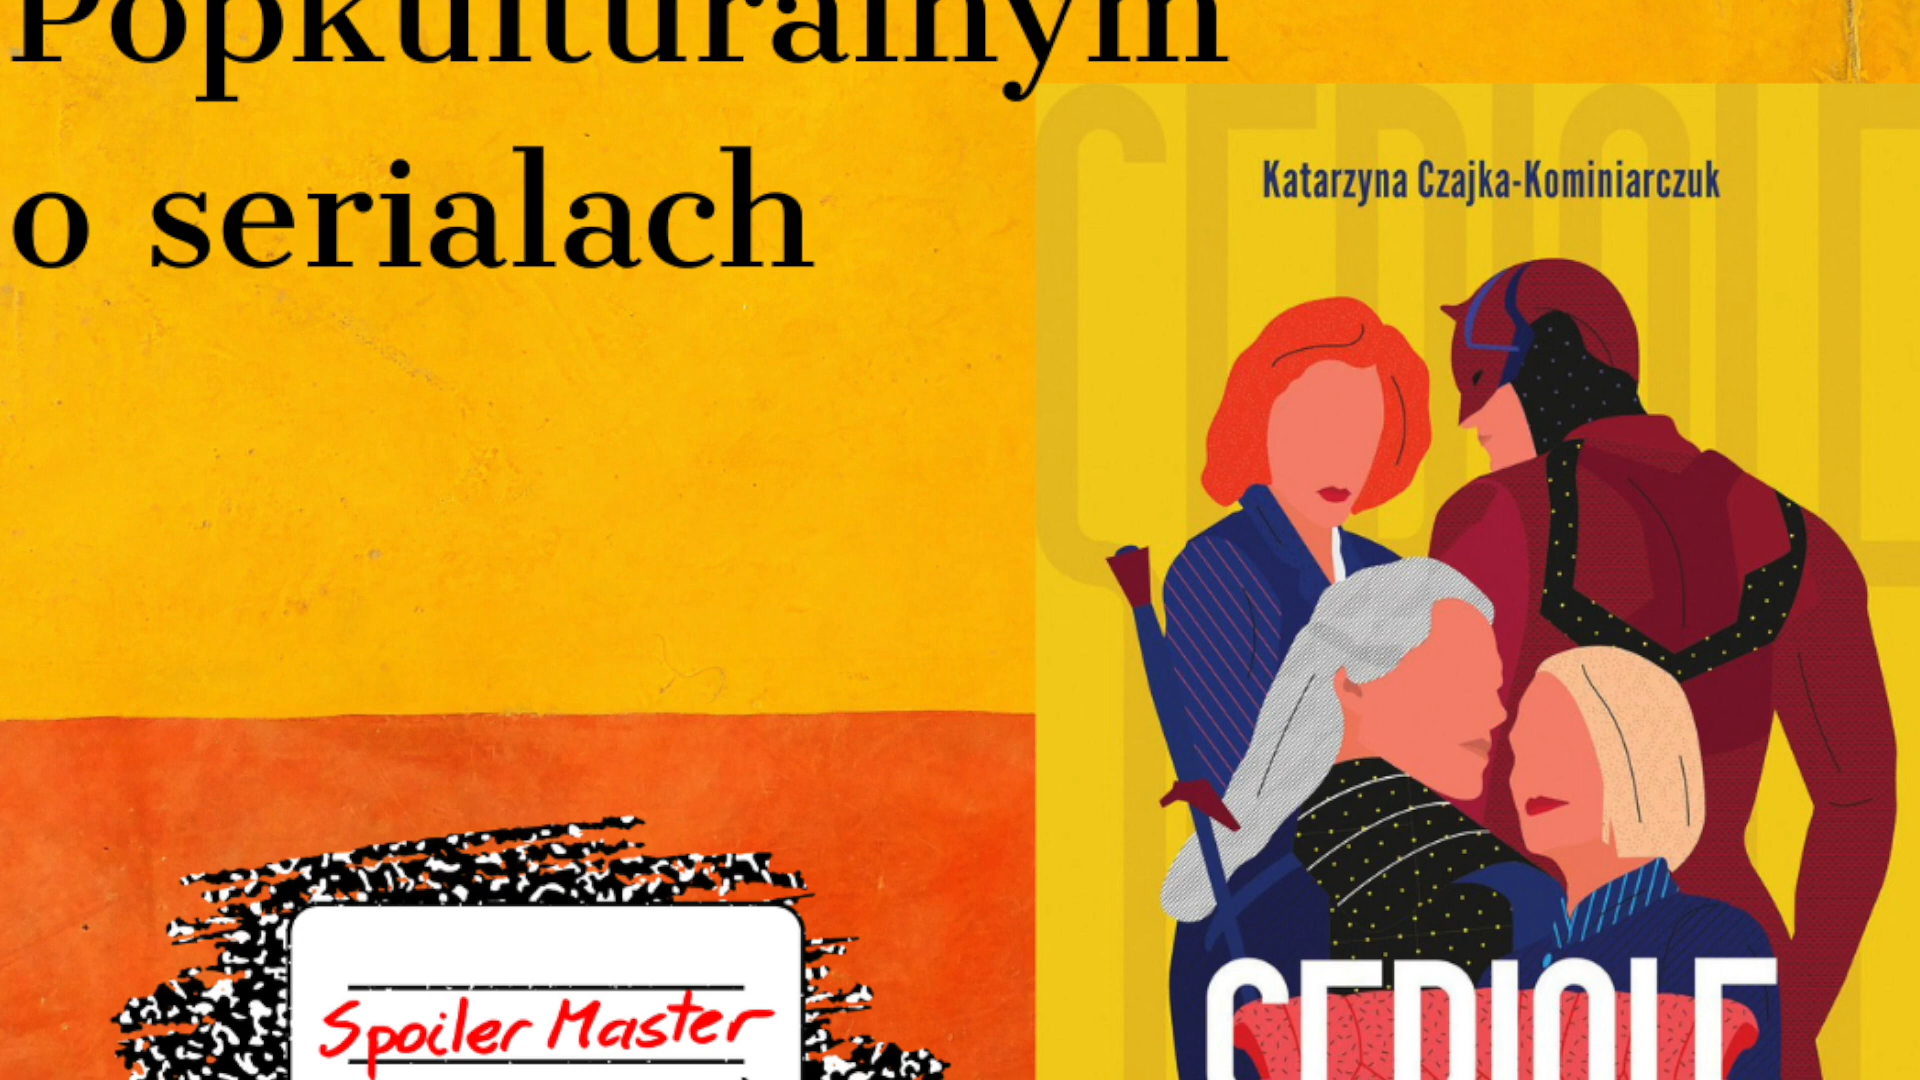 Popkulturalnym
o serialach
Katarzyna Czajka-Kominiarczuk
Spoiler Master